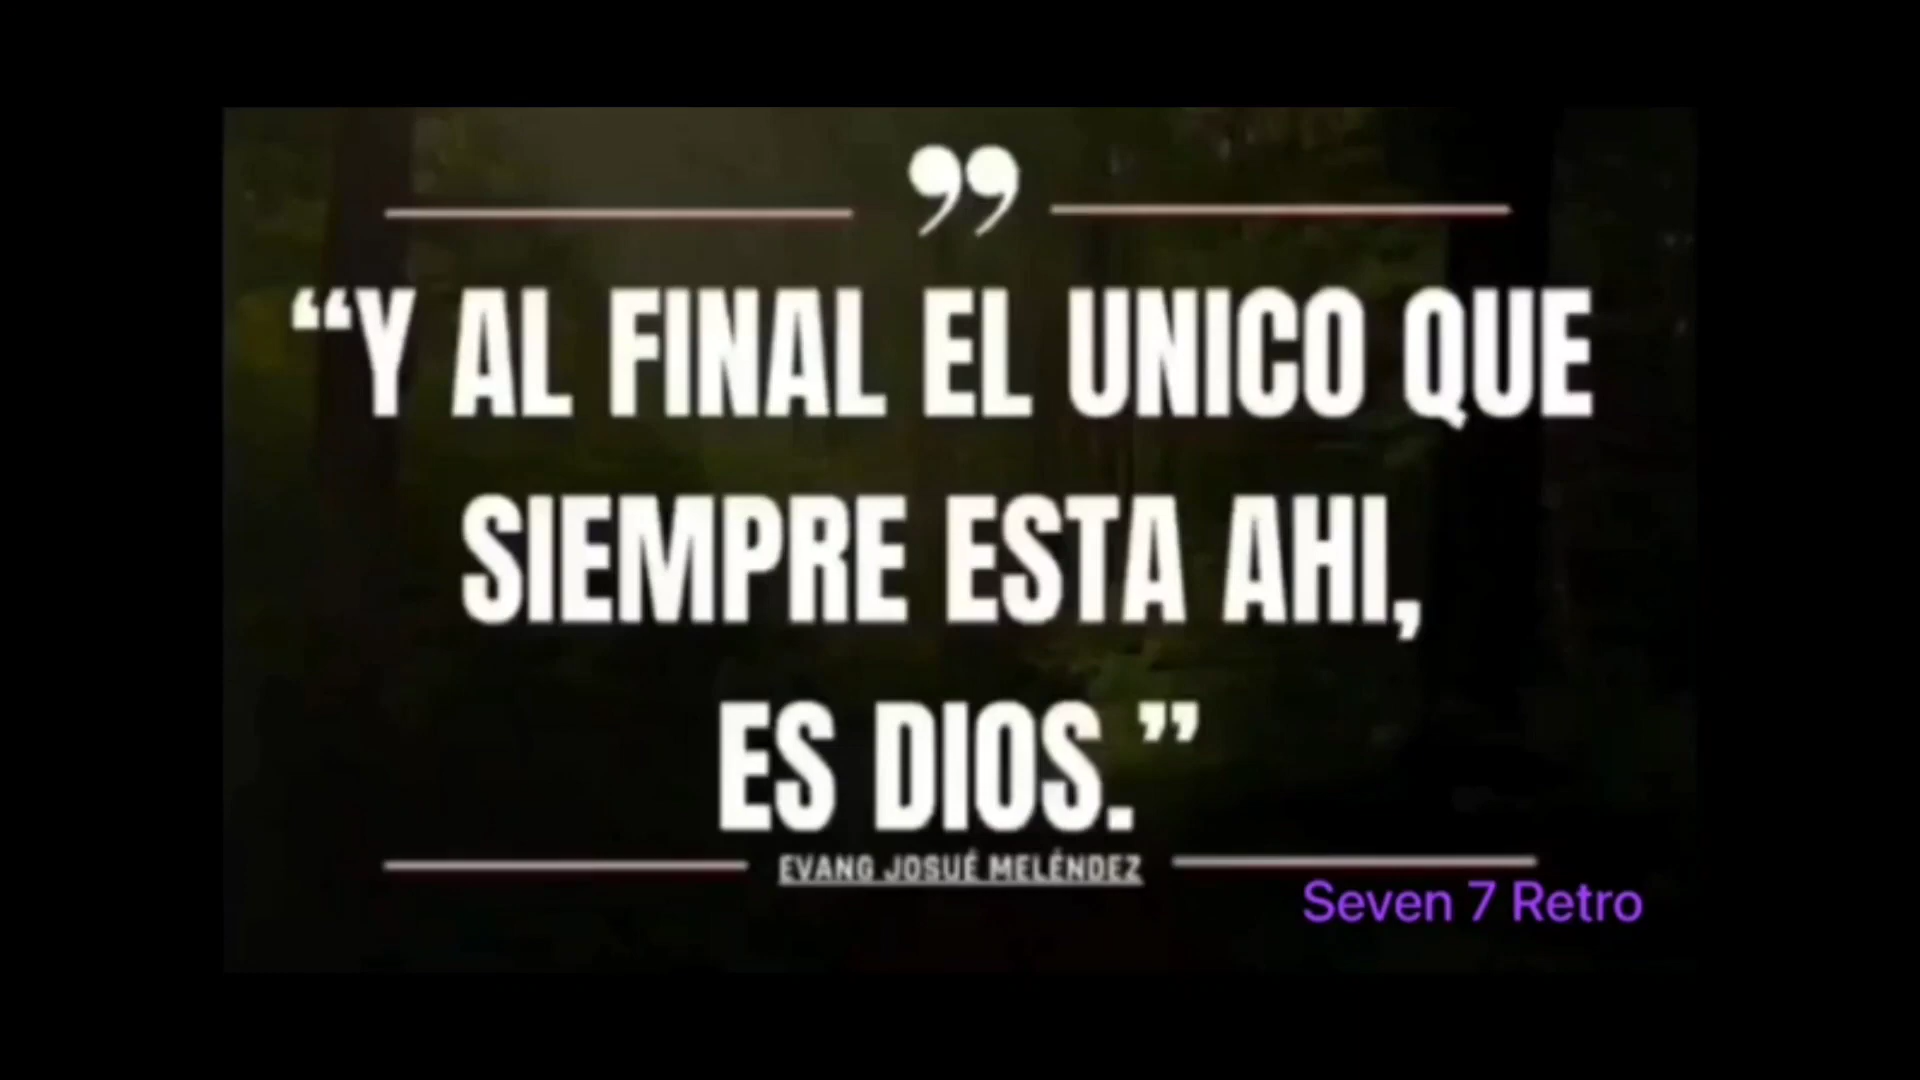 ”
“Y AL FINAL EL UNICO QUE
SIEMPRE ESTA AHI,
ES DIOS.”
EVANG JOSUÉ MELÉNDEZ
Seven 7 Retro